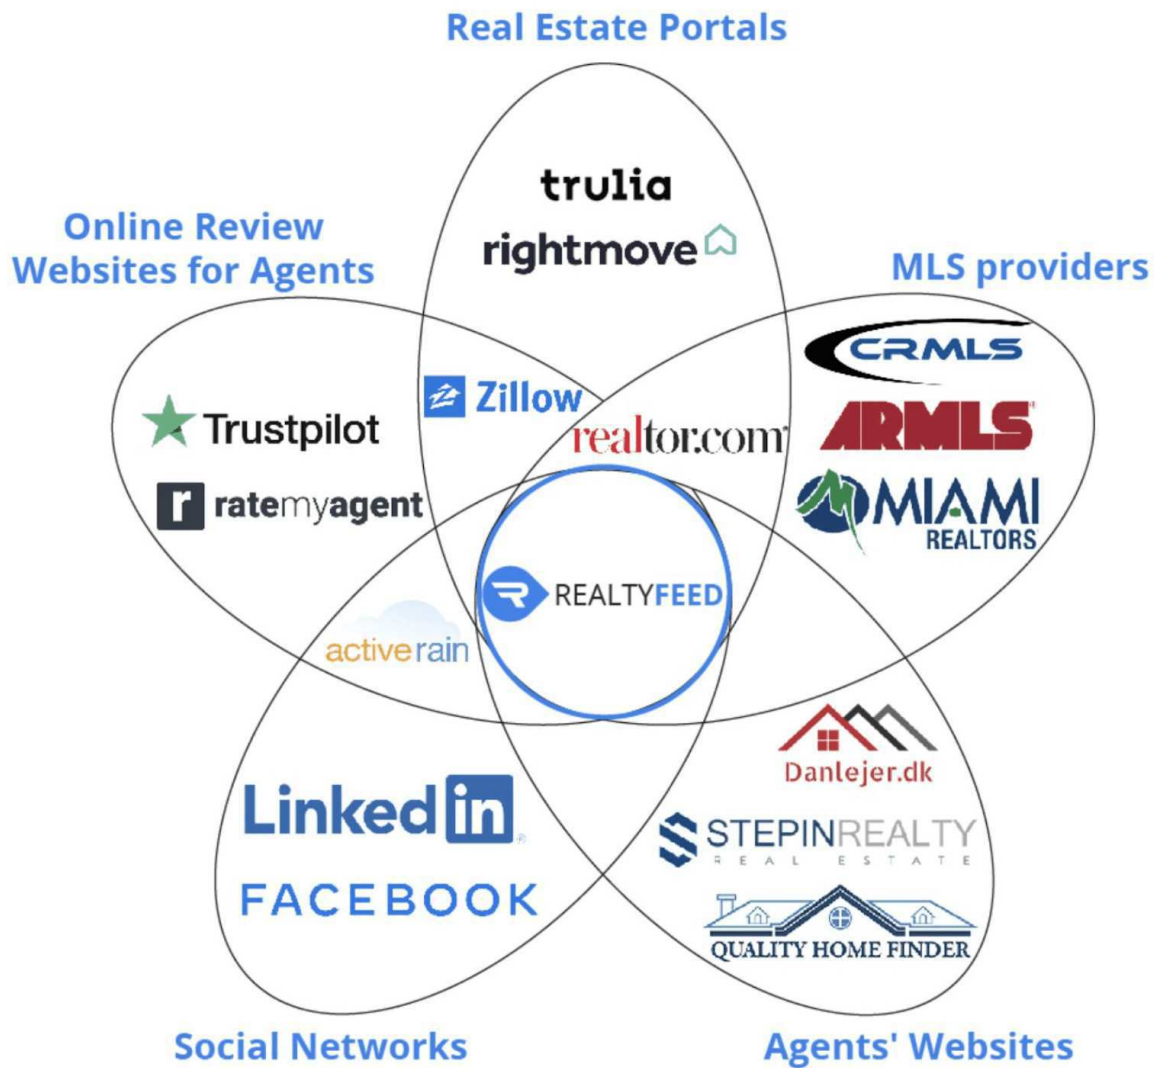 Real Estate Portals
trulia
rightmove
Online Review
Websites for Agents
MLS providers
CRMLS
Zillow
ARMLS
Trustpilot
realtor.com
r ratemyagent
MIAMI
REALTORS
REALTYFEED
activerain
Danlejer.dk
LinkedIn
STEPINREALTY
REAL ESTATE
FACEBOOK
QUALITY HOME FINDER
Social Networks
Agents' Websites